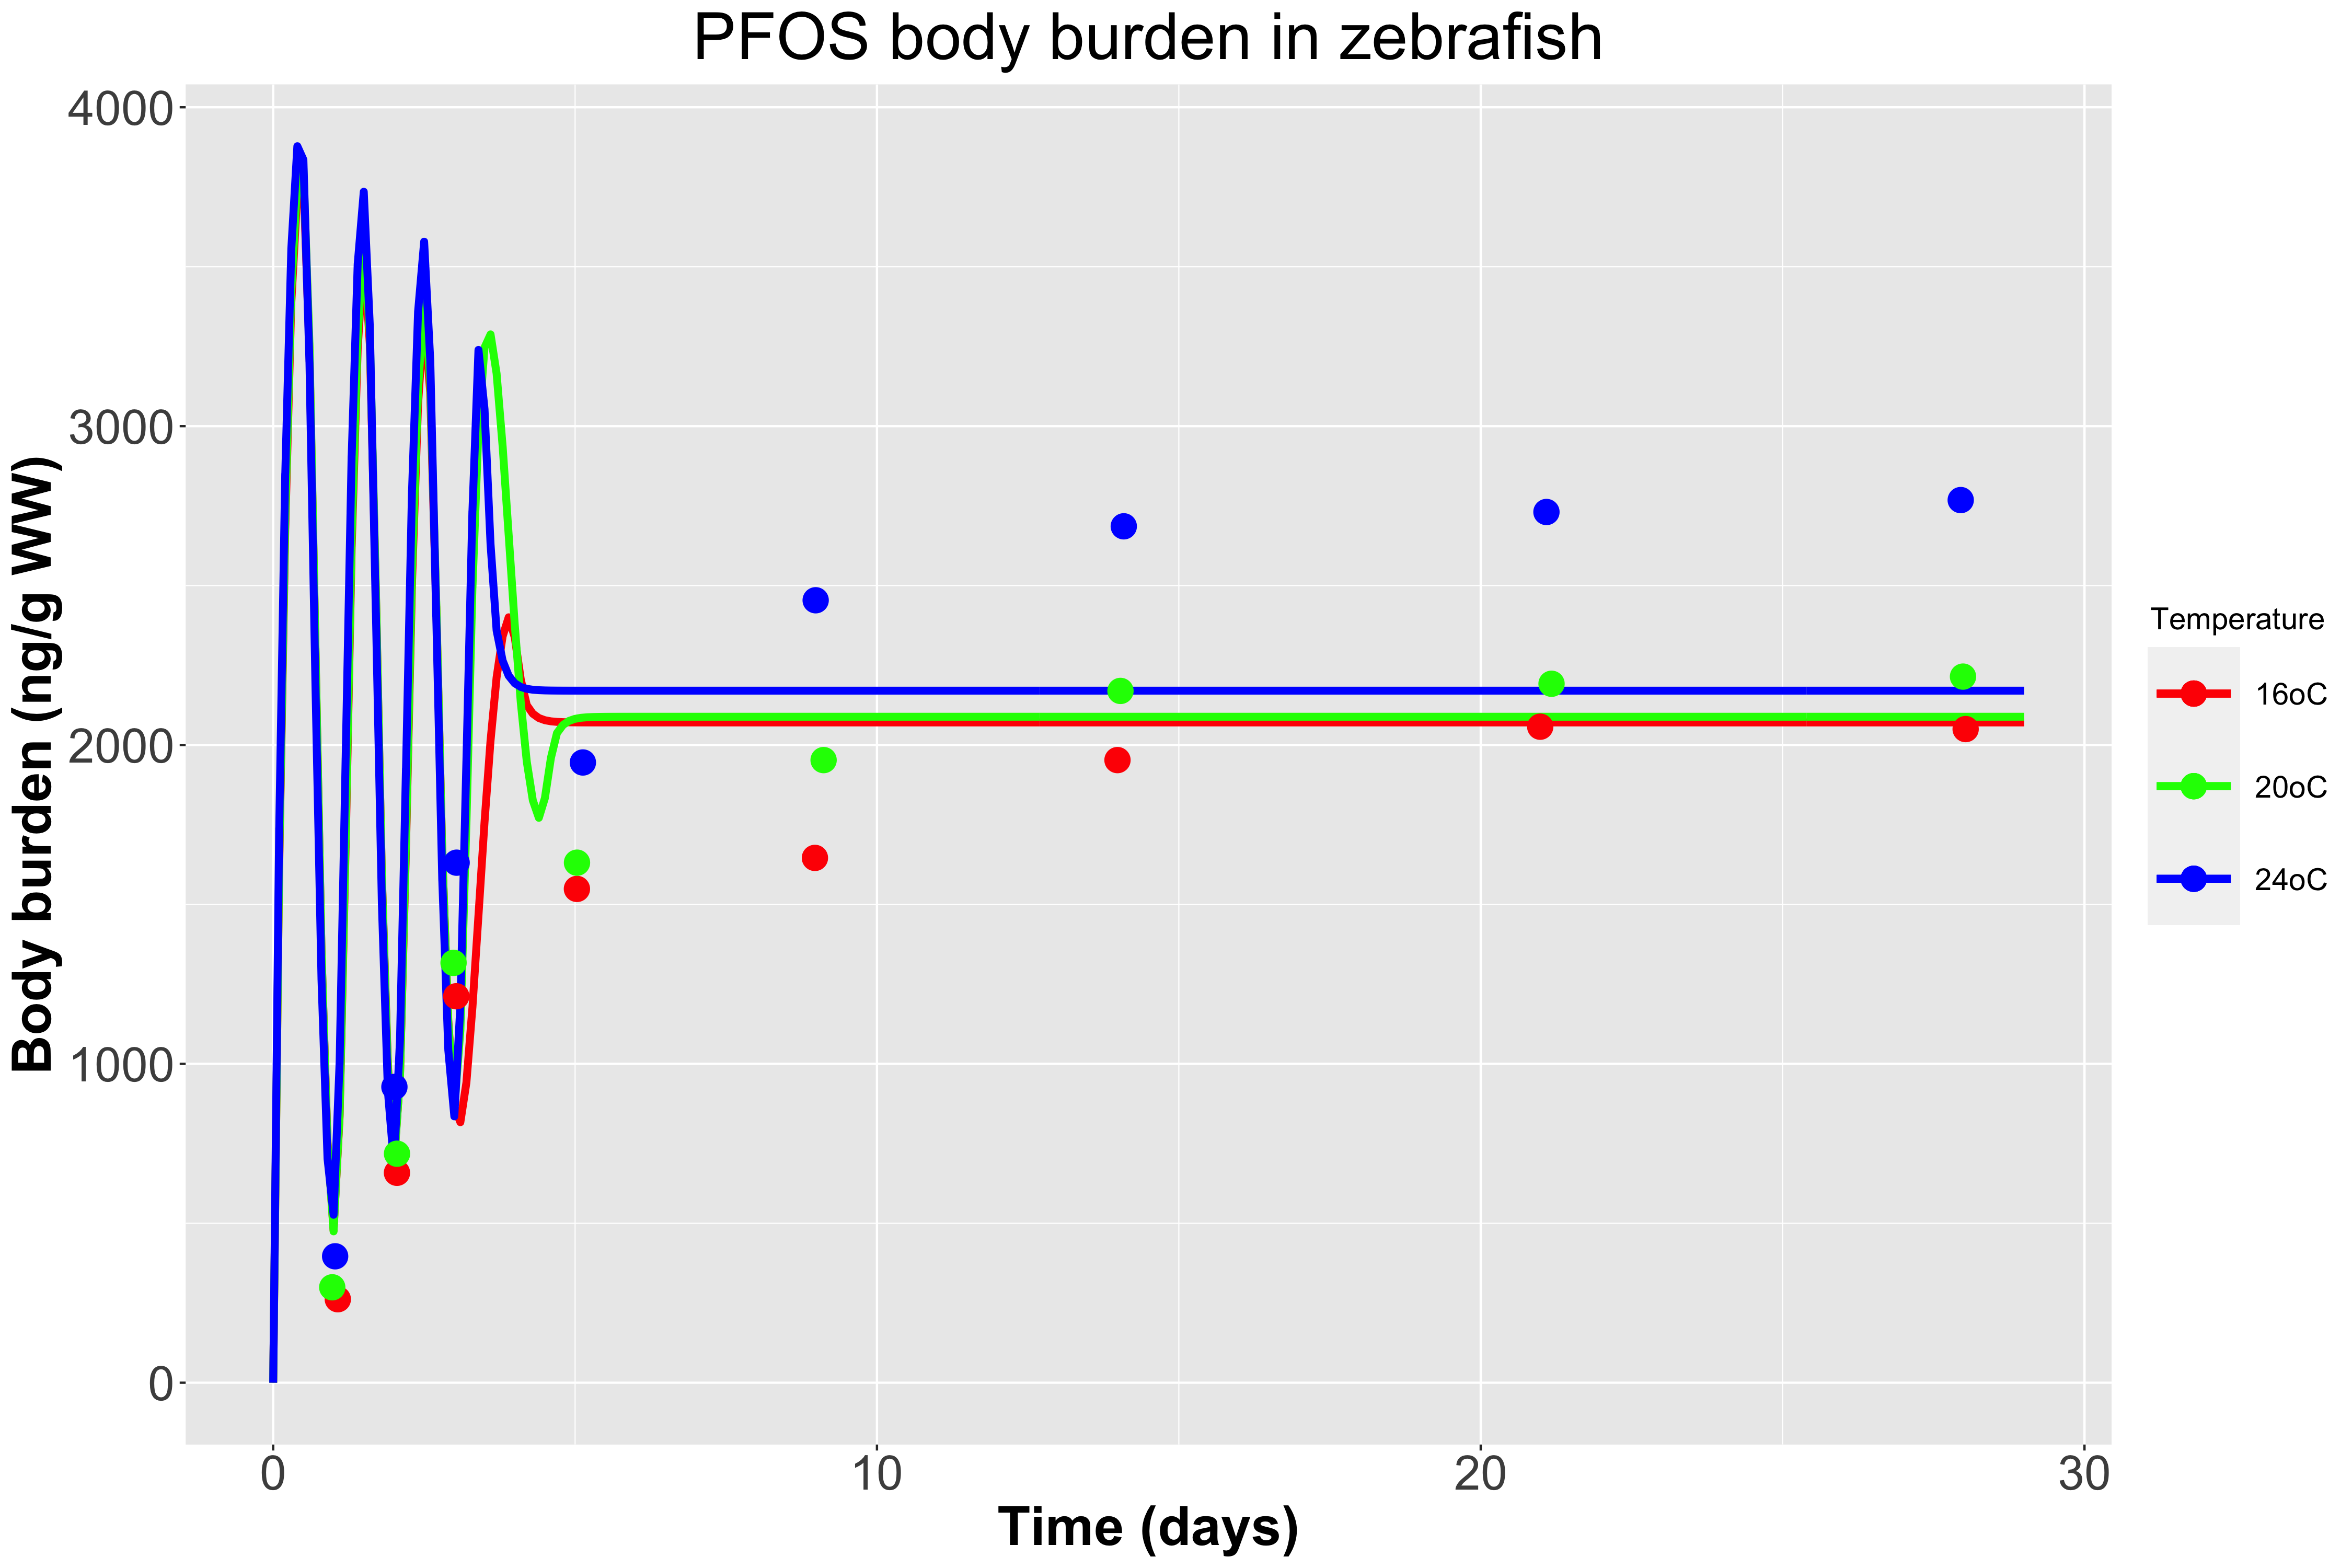 PFOS body burden in zebrafish
4000
3000
2000
1000
0
Body burden (ng/g WW)
0
10
20
30
Time (days)
Temperature
16oC
20oC
24oC